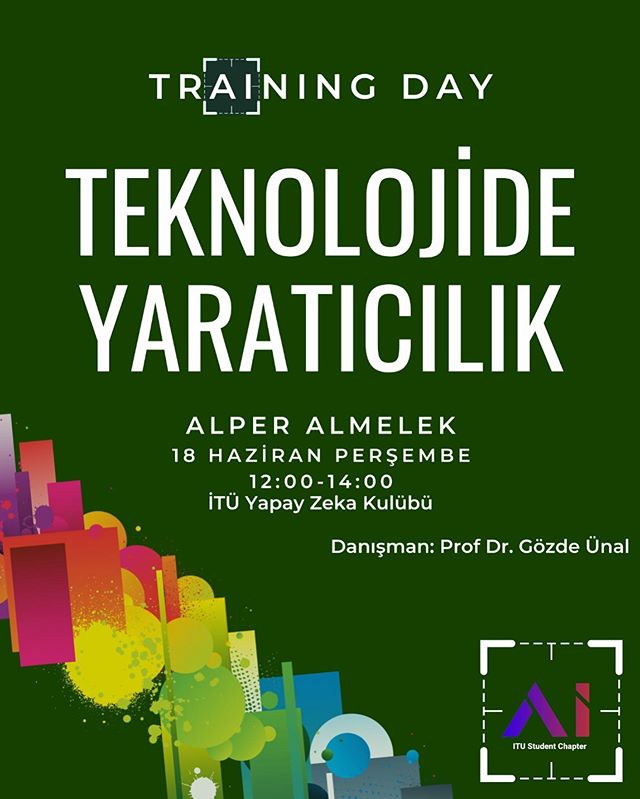 TRAINING DAY
TEKNOLOJİDE
YARATICILIK
ALPER ALMELEK
18 HAZİRAN PERŞEMBE
12:00-14:00
İTÜ Yapay Zeka Kulübü
Danışman: Prof Dr. Gözde Ünal
Aİ
ITU Student Chapter